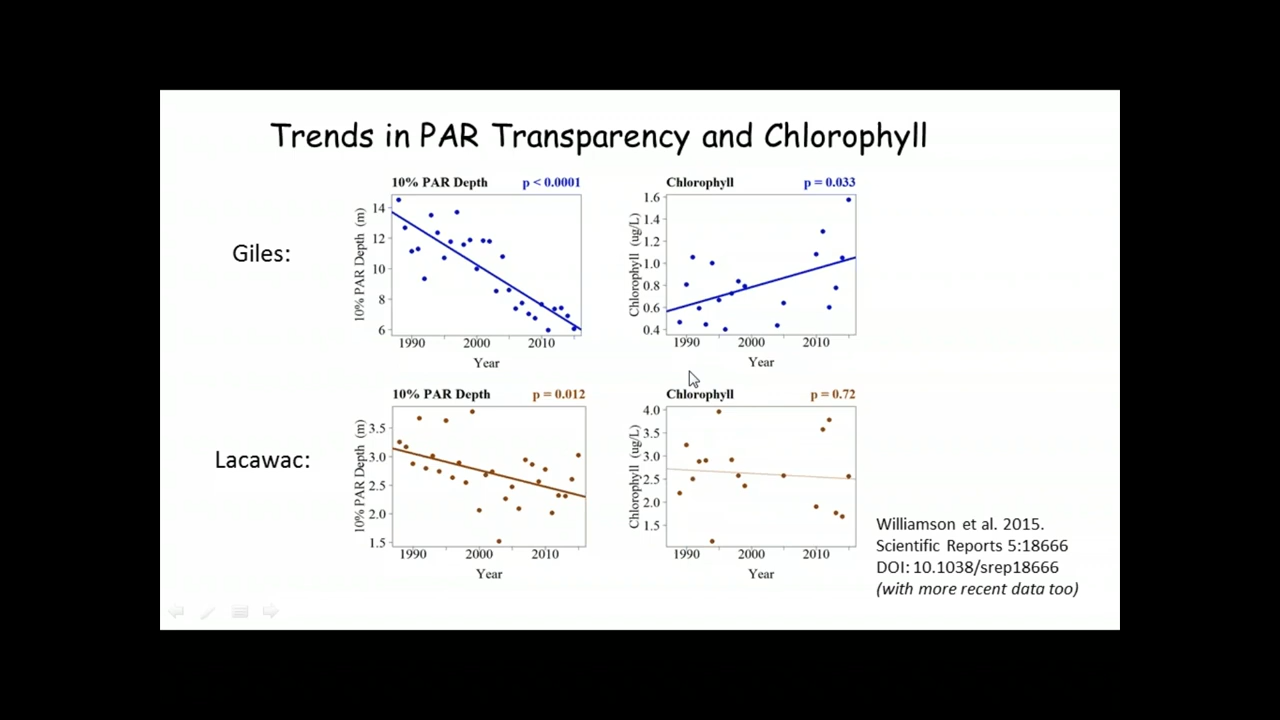 Trends in PAR Transparency and Chlorophyll
Giles:
10% PAR Depth p < 0.0001
10% PAR Depth (m)
14
12
10
8
6
1990 2000 2010
Year
Chlorophyll p = 0.033
Chlorophyll (ug/L)
1.6
1.4
1.2
1.0
0.8
0.6
0.4
1990 2000 2010
Year
Lacawac:
10% PAR Depth p = 0.012
10% PAR Depth (m)
3.5
3.0
2.5
2.0
1.5
1990 2000 2010
Year
Chlorophyll p = 0.72
Chlorophyll (ug/L)
4.0
3.5
3.0
2.5
2.0
1.5
1990 2000 2010
Year
Williamson et al. 2015.
Scientific Reports 5:18666
DOI: 10.1038/srep18666
(with more recent data too)